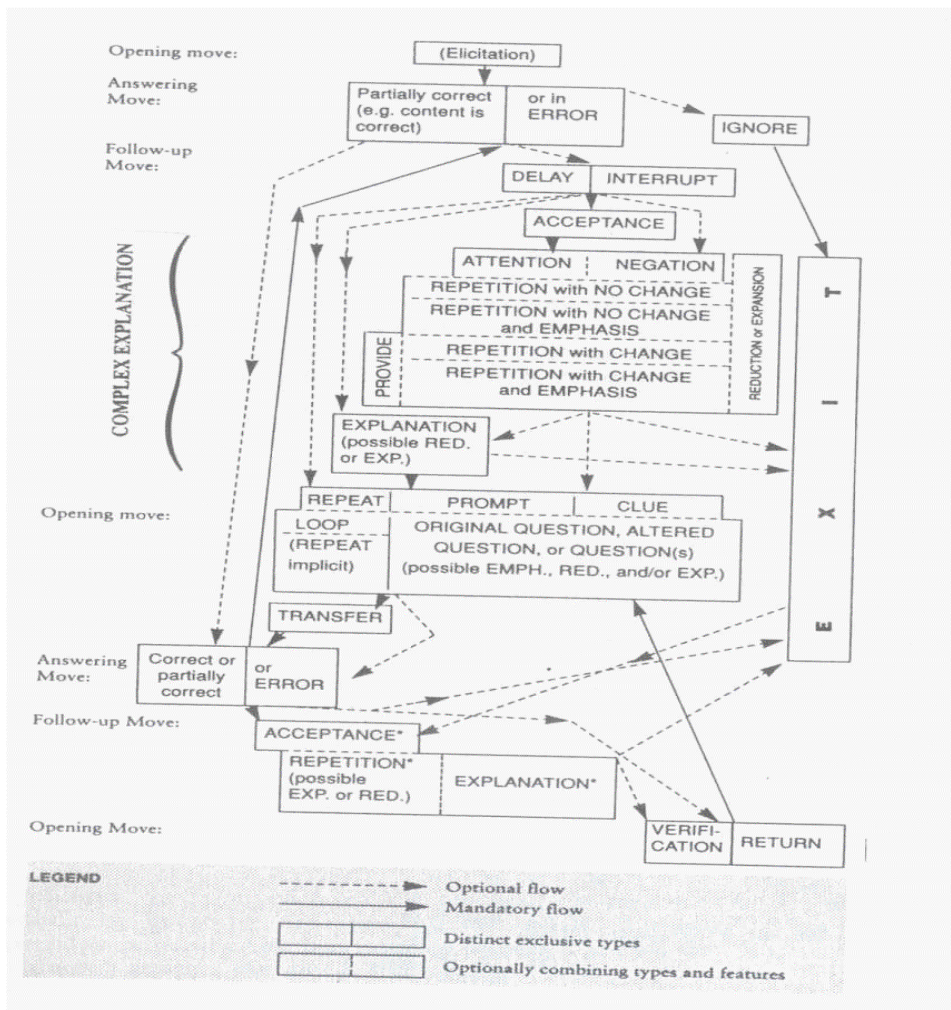 Opening move:
(Elicitation)
Answering
Move:
Partially correct
(e.g. content is
correct)
or in
ERROR
IGNORE
Follow-up
Move:
DELAY
INTERRUPT
ACCEPTANCE
COMPLEX EXPLANATION
ATTENTION
NEGATION
REPETITION with NO CHANGE
REPETITION with NO CHANGE
and EMPHASIS
PROVIDE
REPETITION with CHANGE
REPETITION with CHANGE
and EMPHASIS
REDUCTION or EXPANSION
EXIT
EXPLANATION
(possible RED.
or EXP.)
Opening move:
REPEAT
PROMPT
CLUE
LOOP
(REPEAT
implicit)
ORIGINAL QUESTION, ALTERED
QUESTION, or QUESTION(s)
(possible EMPH., RED., and/or EXP.)
TRANSFER
Answering
Move:
Correct or
partially
correct
or
ERROR
Follow-up Move:
ACCEPTANCE*
REPETITION*
(possible
EXP. or RED.)
EXPLANATION*
Opening Move:
VERIFI-
CATION
RETURN
LEGEND
Optional flow
Mandatory flow
Distinct exclusive types
Optionally combining types and features